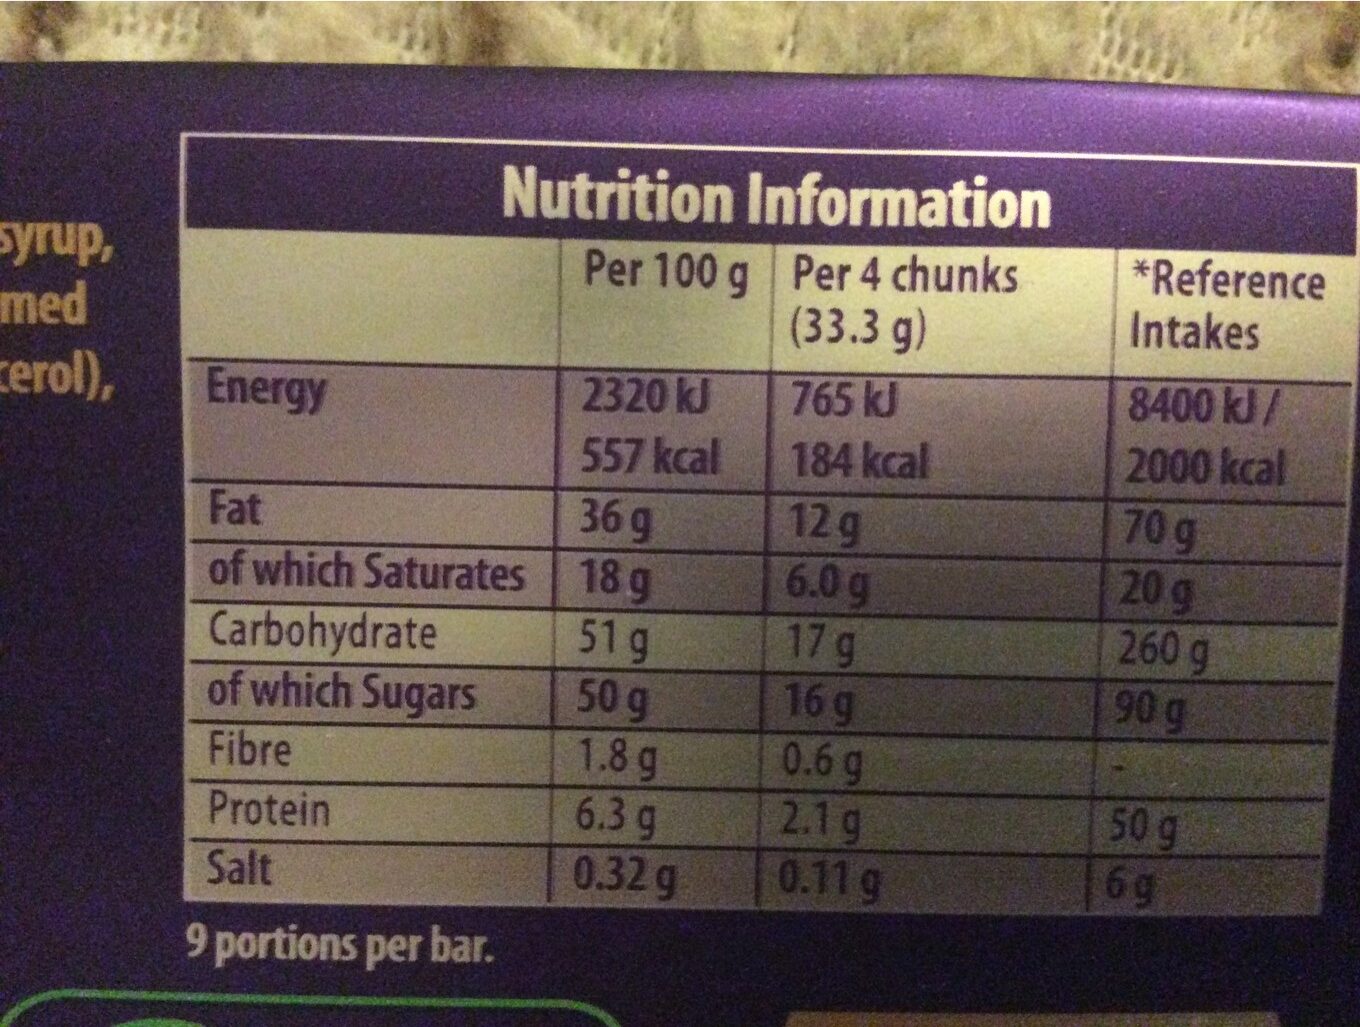 syrup,
med
cerol),
Nutrition Information
Per 100 g Per 4 chunks *Reference
(33.3 g) Intakes
Energy 2320 kJ 765 kJ 8400 kJ /
557 kcal 184 kcal 2000 kcal
Fat 36 g 12 g 70 g
of which Saturates 18 g 6.0 g 20 g
Carbohydrate 51 g 17 g 260 g
of which Sugars 50 g 16 g 90 g
Fibre 1.8 g 0.6 g -
Protein 6.3 g 2.1 g 50 g
Salt 0.32 g 0.11 g 6 g
9 portions per bar.